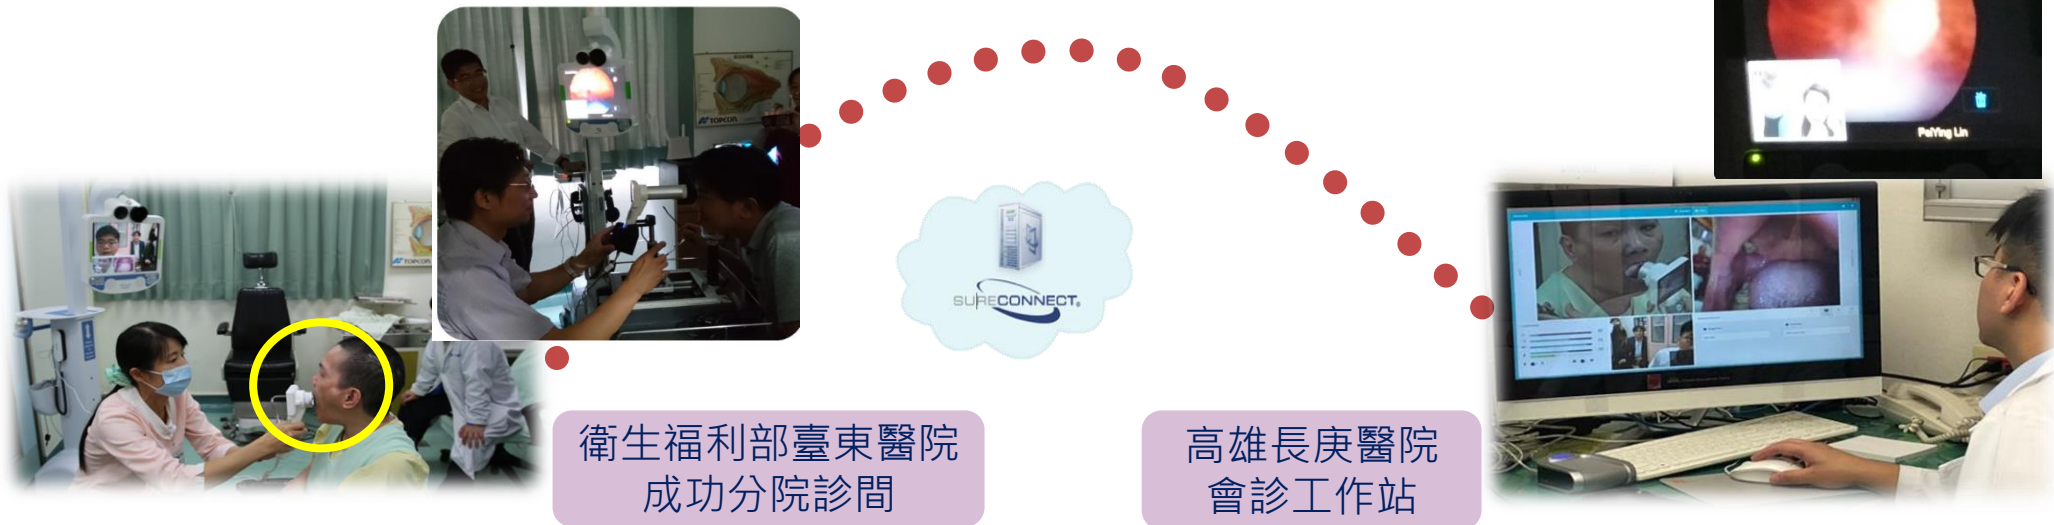 TOPCON
TOPCON
PeiYing Lin
SURECONNECT®
衛生福利部臺東醫院
成功分院診間
高雄長庚醫院
會診工作站